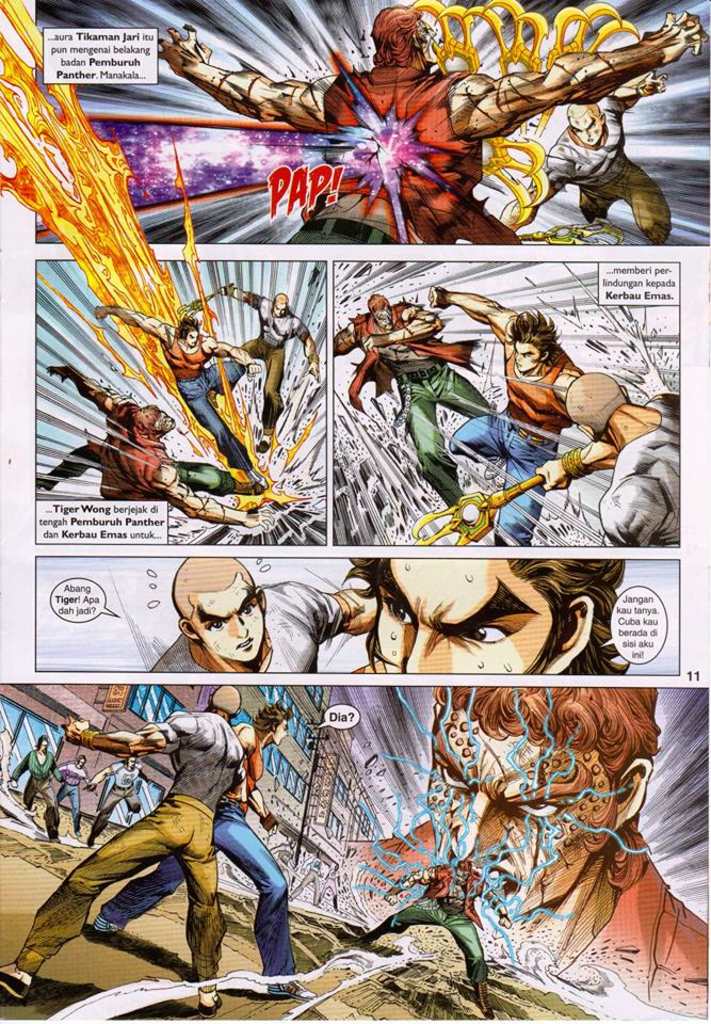 ...aura Tikaman Jari itu
pun mengenai belakang
badan Pemburuh
Panther. Manakala...
PAP!
...memberi per-
lindungan kepada
Kerbau Emas.
...Tiger Wong berjejak di
tengah Pemburuh Panther
dan Kerbau Emas untuk...
Abang
Tiger! Apa
dah jadi?
Jangan
kau tanya.
Cuba kau
berada di
sisi aku
ini!
11
Dia?